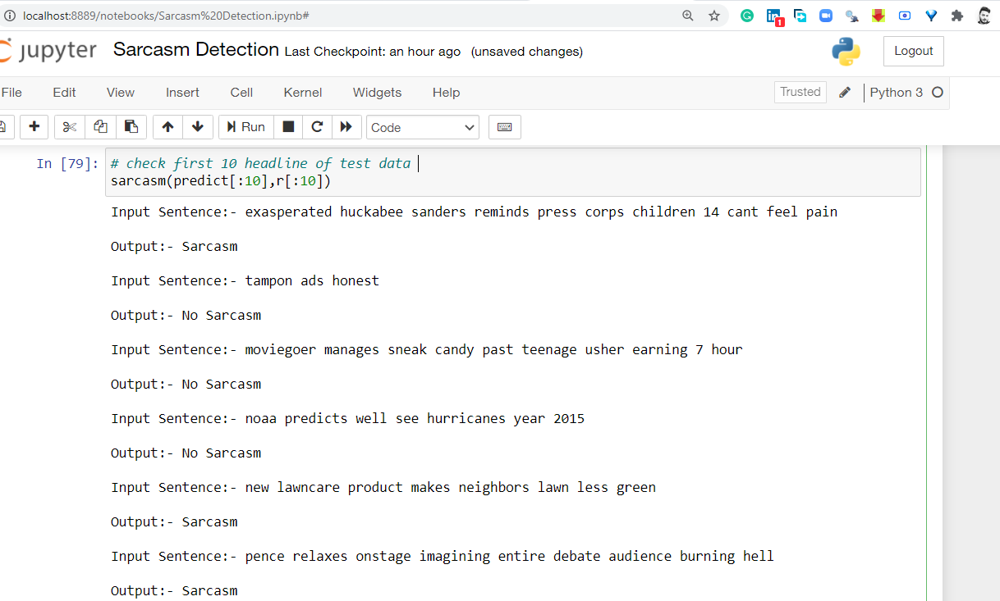 localhost:8889/notebooks/Sarcasm%20Detection.ipynb#
1
jupyter Sarcasm Detection Last Checkpoint: an hour ago (unsaved changes)
Logout
File Edit View Insert Cell Kernel Widgets Help
Trusted Python 3
Run Code
In [79]: # check first 10 headline of test data
sarcasm(predict[:10],r[:10])
Input Sentence:- exasperated huckabee sanders reminds press corps children 14 cant feel pain
Output:- Sarcasm
Input Sentence:- tampon ads honest
Output:- No Sarcasm
Input Sentence:- moviegoer manages sneak candy past teenage usher earning 7 hour
Output:- No Sarcasm
Input Sentence:- noaa predicts well see hurricanes year 2015
Output:- No Sarcasm
Input Sentence:- new lawncare product makes neighbors lawn less green
Output:- Sarcasm
Input Sentence:- pence relaxes onstage imagining entire debate audience burning hell
Output:- Sarcasm